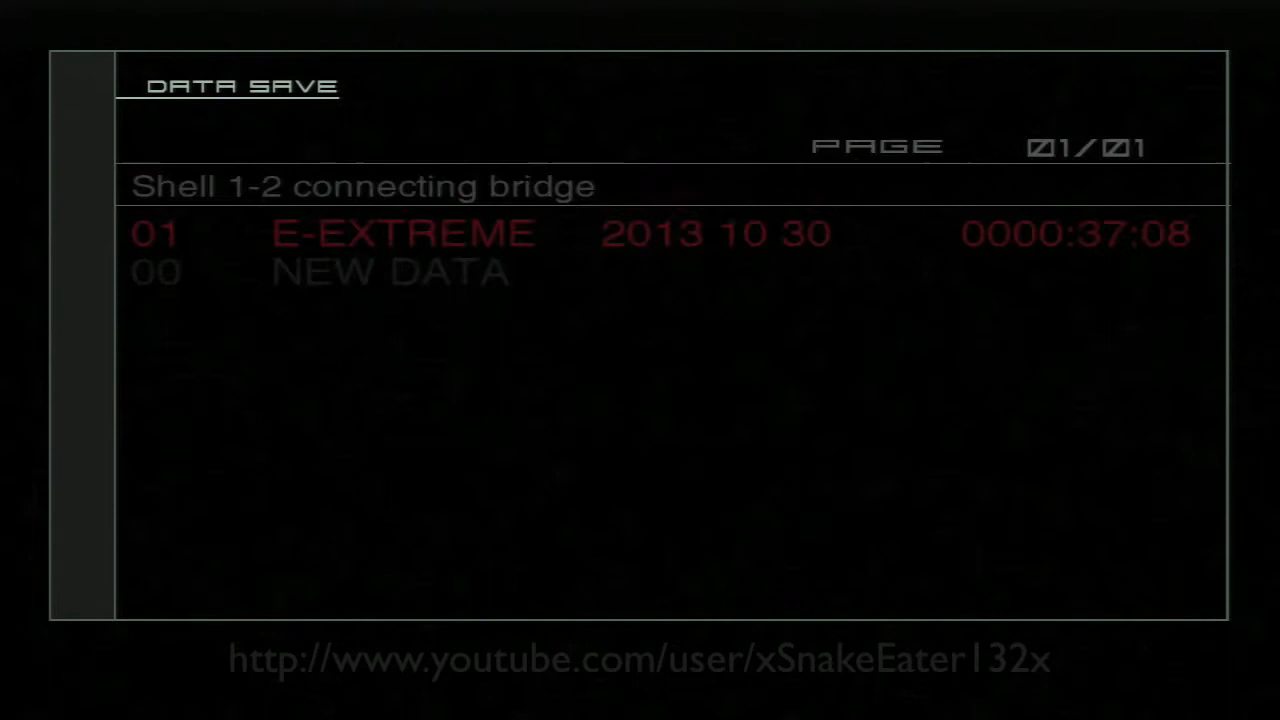 DATA SAVE
PAGE 01/01
Shell 1-2 connecting bridge
01 E-EXTREME 2013 10 30 0000:37:08
00 NEW DATA
http://www.youtube.com/user/xSnakeEater132x